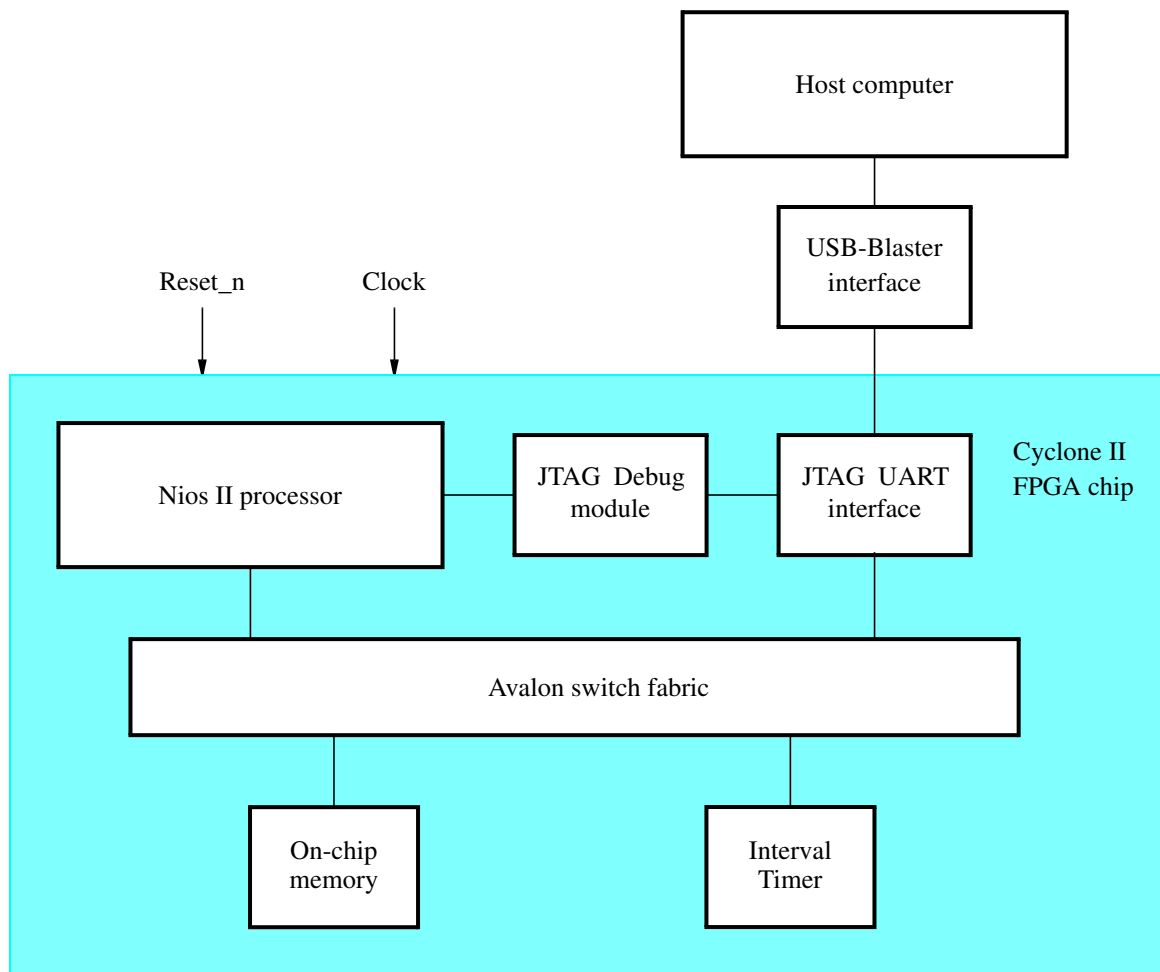 Host computer
USB-Blaster
interface
Reset_n
Clock
Cyclone II
FPGA chip
Nios II processor
JTAG Debug
module
JTAG UART
interface
Avalon switch fabric
On-chip
memory
Interval
Timer